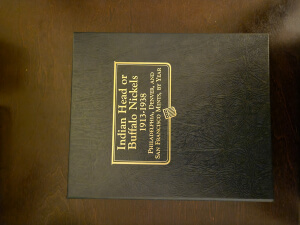 Indian Head or
Buffalo Nickels
1913-1938
Philadelphia, Denver, and
San Francisco Mints, by Year